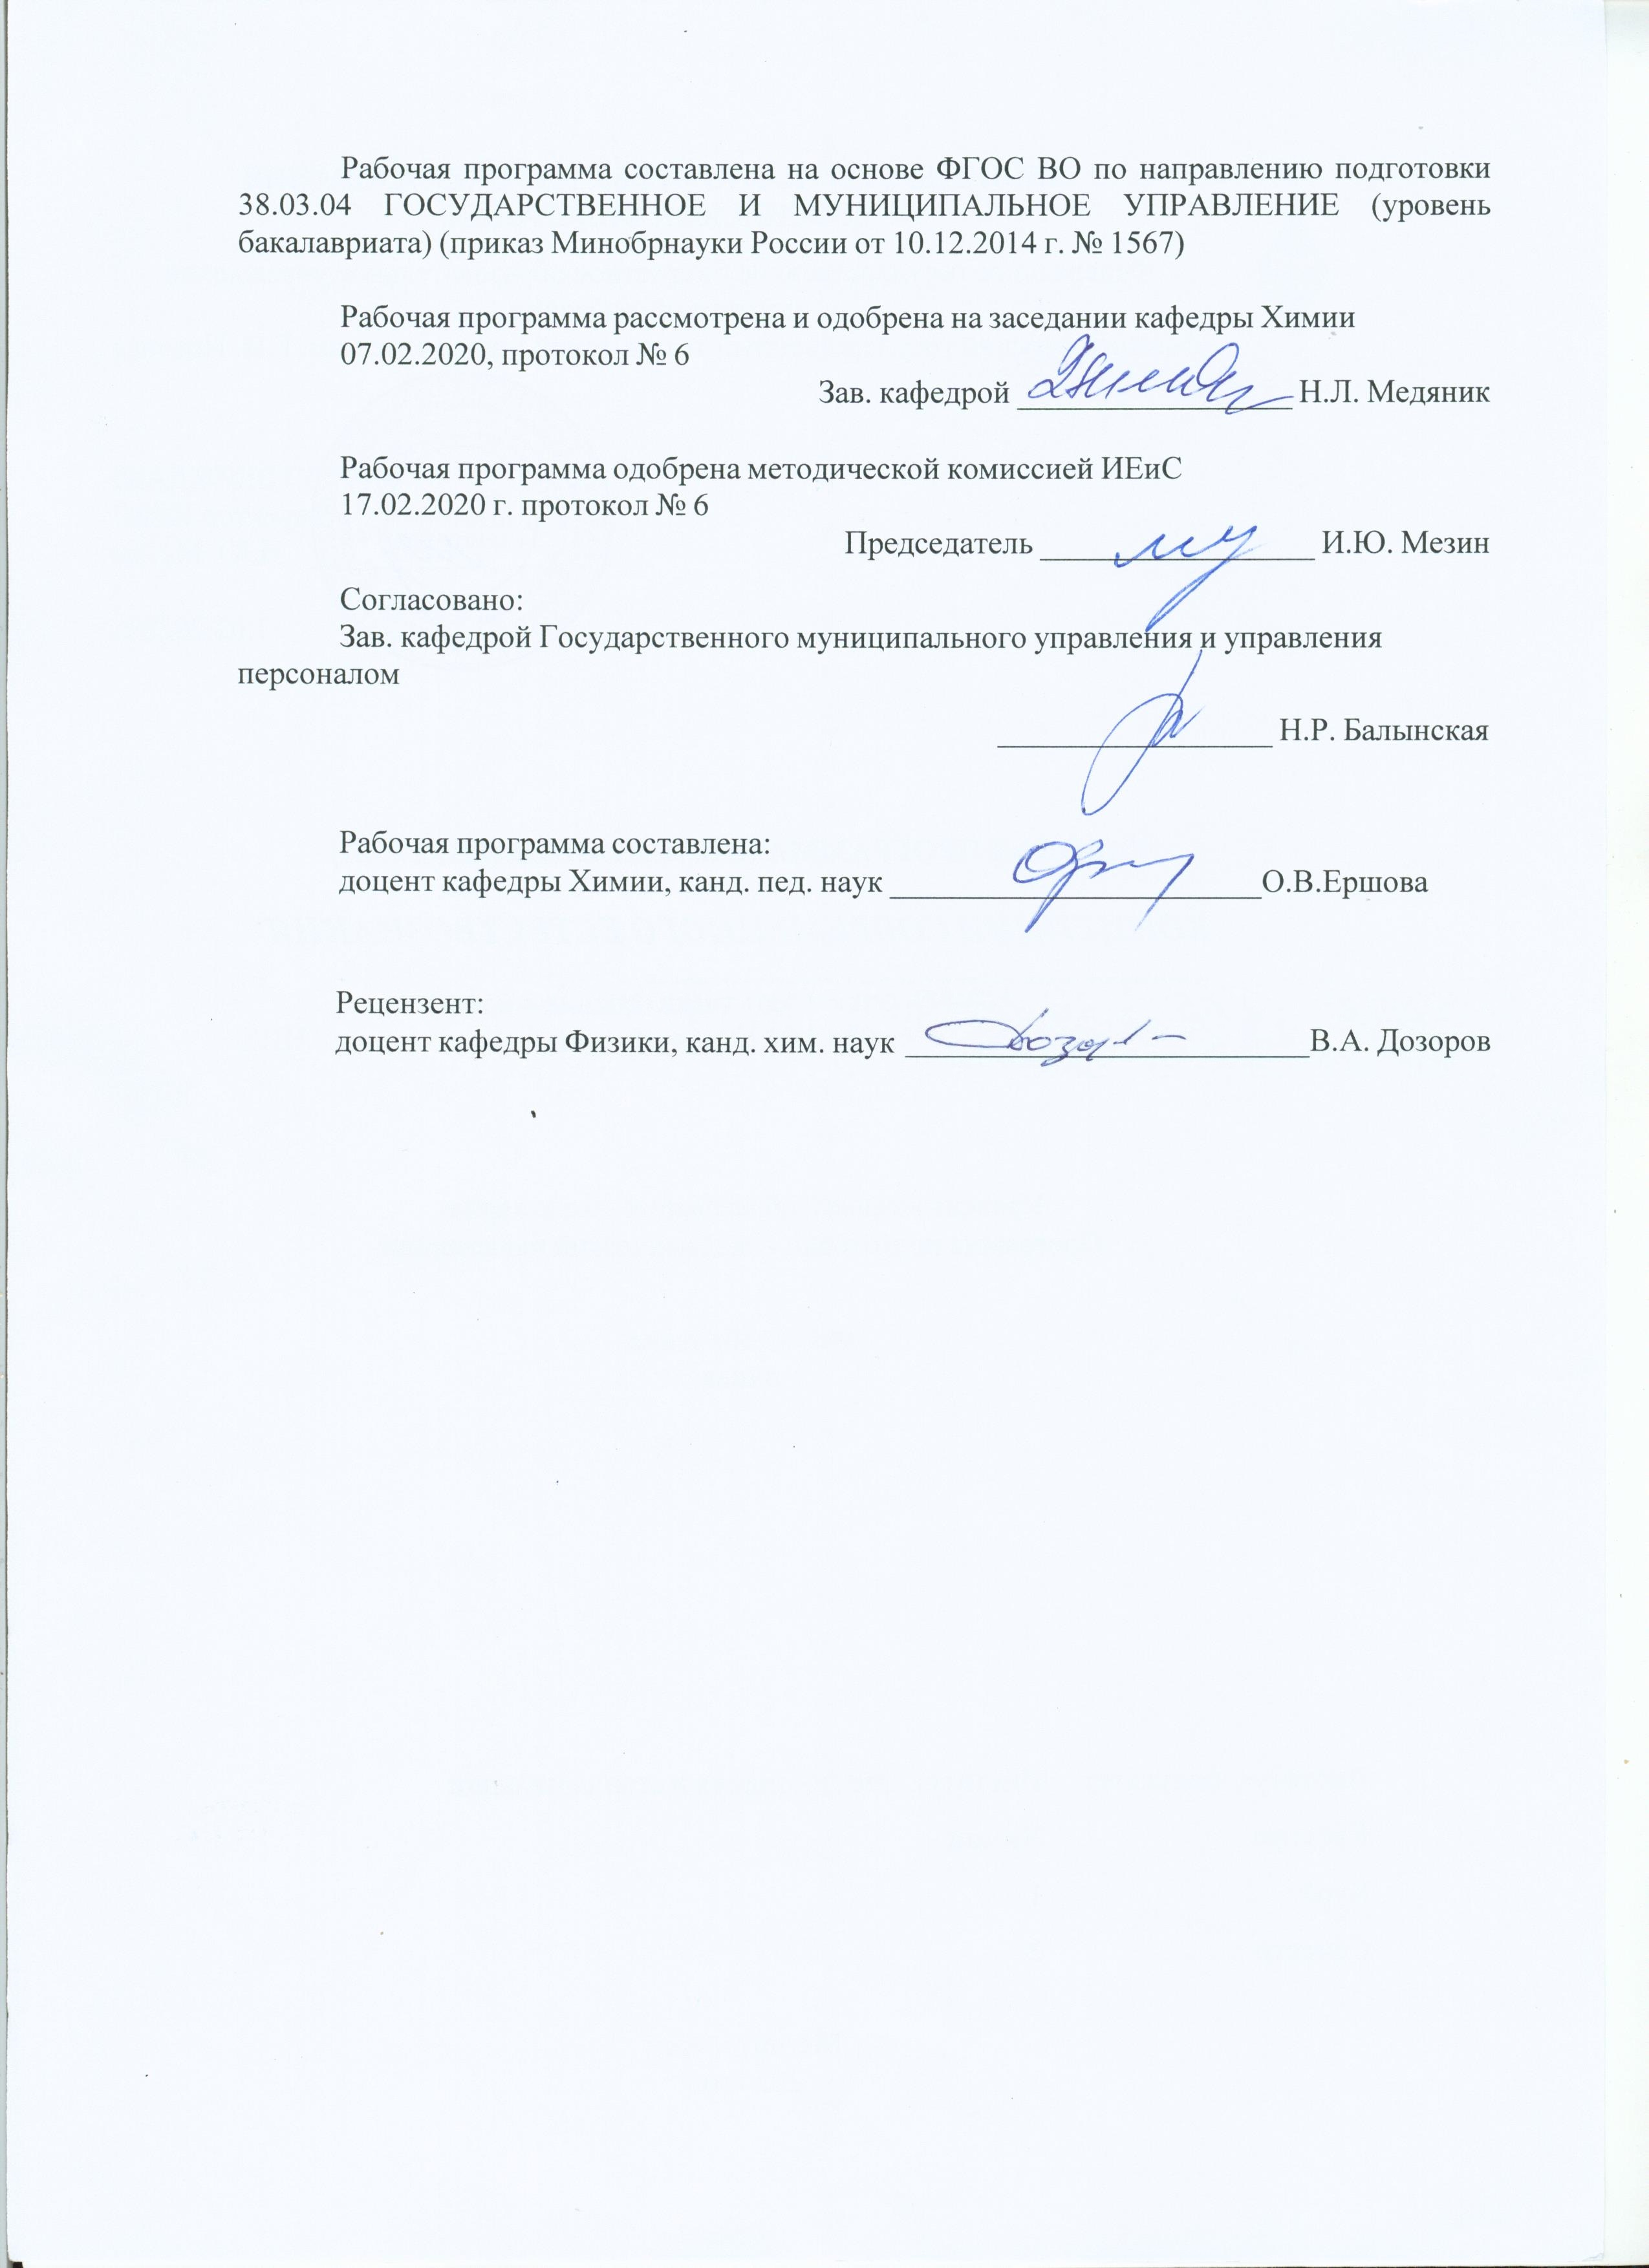 Рабочая программа составлена на основе ФГОС ВО по направлению подготовки
38.03.04 ГОСУДАРСТВЕННОЕ И МУНИЦИПАЛЬНОЕ УПРАВЛЕНИЕ (уровень
бакалавриата) (приказ Минобрнауки России от 10.12.2014 г. № 1567)
Рабочая программа рассмотрена и одобрена на заседании кафедры Химии
07.02.2020, протокол № 6
Зав. кафедрой ________________ Н.Л. Медяник
Рабочая программа одобрена методической комиссией ИЕиС
17.02.2020 г. протокол № 6
Председатель ________________ И.Ю. Мезин
Согласовано:
Зав. кафедрой Государственного муниципального управления и управления
персоналом
________________ Н.Р. Балынская
Рабочая программа составлена:
доцент кафедры Химии, канд. пед. наук ______________________О.В.Ершова
Рецензент:
доцент кафедры Физики, канд. хим. наук ________________________В.А. Дозоров